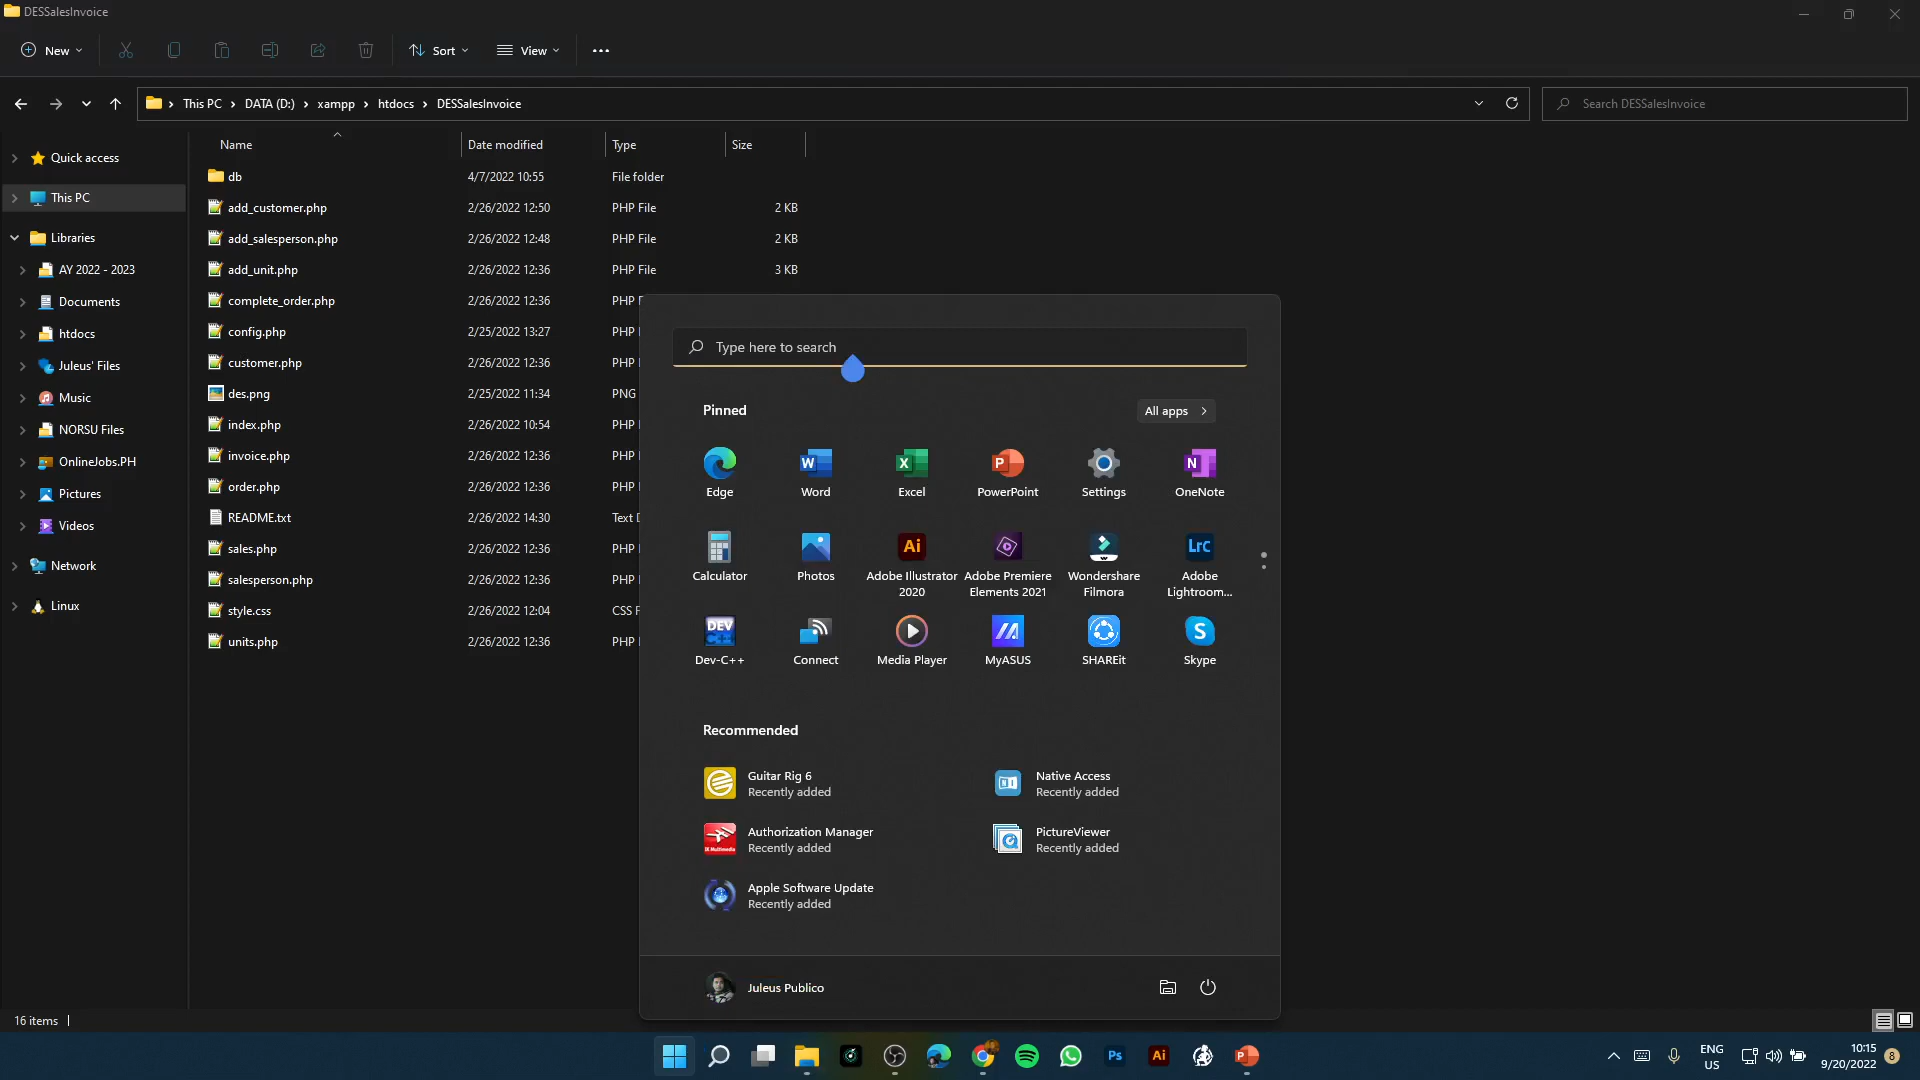 DESSalesInvoice
New
Sort
View
This PC
DATA (D:)
xampp
htdocs
DESSalesInvoice
Search DESSalesInvoice
Name
Date modified
Type
Size
Quick access
This PC
Libraries
AY 2022 - 2023
Documents
htdocs
Juleus' Files
Music
NORSU Files
OnlineJobs.PH
Pictures
Videos
Network
Linux
db 4/7/2022 10:55 File folder
add_customer.php 2/26/2022 12:50 PHP File 2 KB
add_salesperson.php 2/26/2022 12:48 PHP File 2 KB
add_unit.php 2/26/2022 12:36 PHP File 3 KB
complete_order.php 2/26/2022 12:36 PHP
config.php 2/25/2022 13:27 PHP
customer.php 2/26/2022 12:36 PHP
des.png 2/25/2022 11:34 PNG
index.php 2/26/2022 10:54 PHP
invoice.php 2/26/2022 12:36 PHP
order.php 2/26/2022 12:36 PHP
README.txt 2/26/2022 14:30 Text
sales.php 2/26/2022 12:36 PHP
salesperson.php 2/26/2022 12:36 PHP
style.css 2/26/2022 12:04 CSS
units.php 2/26/2022 12:36 PHP
Type here to search
Pinned
All apps
Edge
Word
Excel
PowerPoint
Settings
OneNote
Calculator
Photos
Adobe Illustrator
2020
Adobe Premiere
Elements 2021
Wondershare
Filmora
Adobe
Lightroom...
Dev-C++
Connect
Media Player
MyASUS
SHAREit
Skype
Recommended
Guitar Rig 6
Recently added
Native Access
Recently added
Authorization Manager
Recently added
PictureViewer
Recently added
Apple Software Update
Recently added
Juleus Publico
16 items
ENG
US
10:15
9/20/2022
8